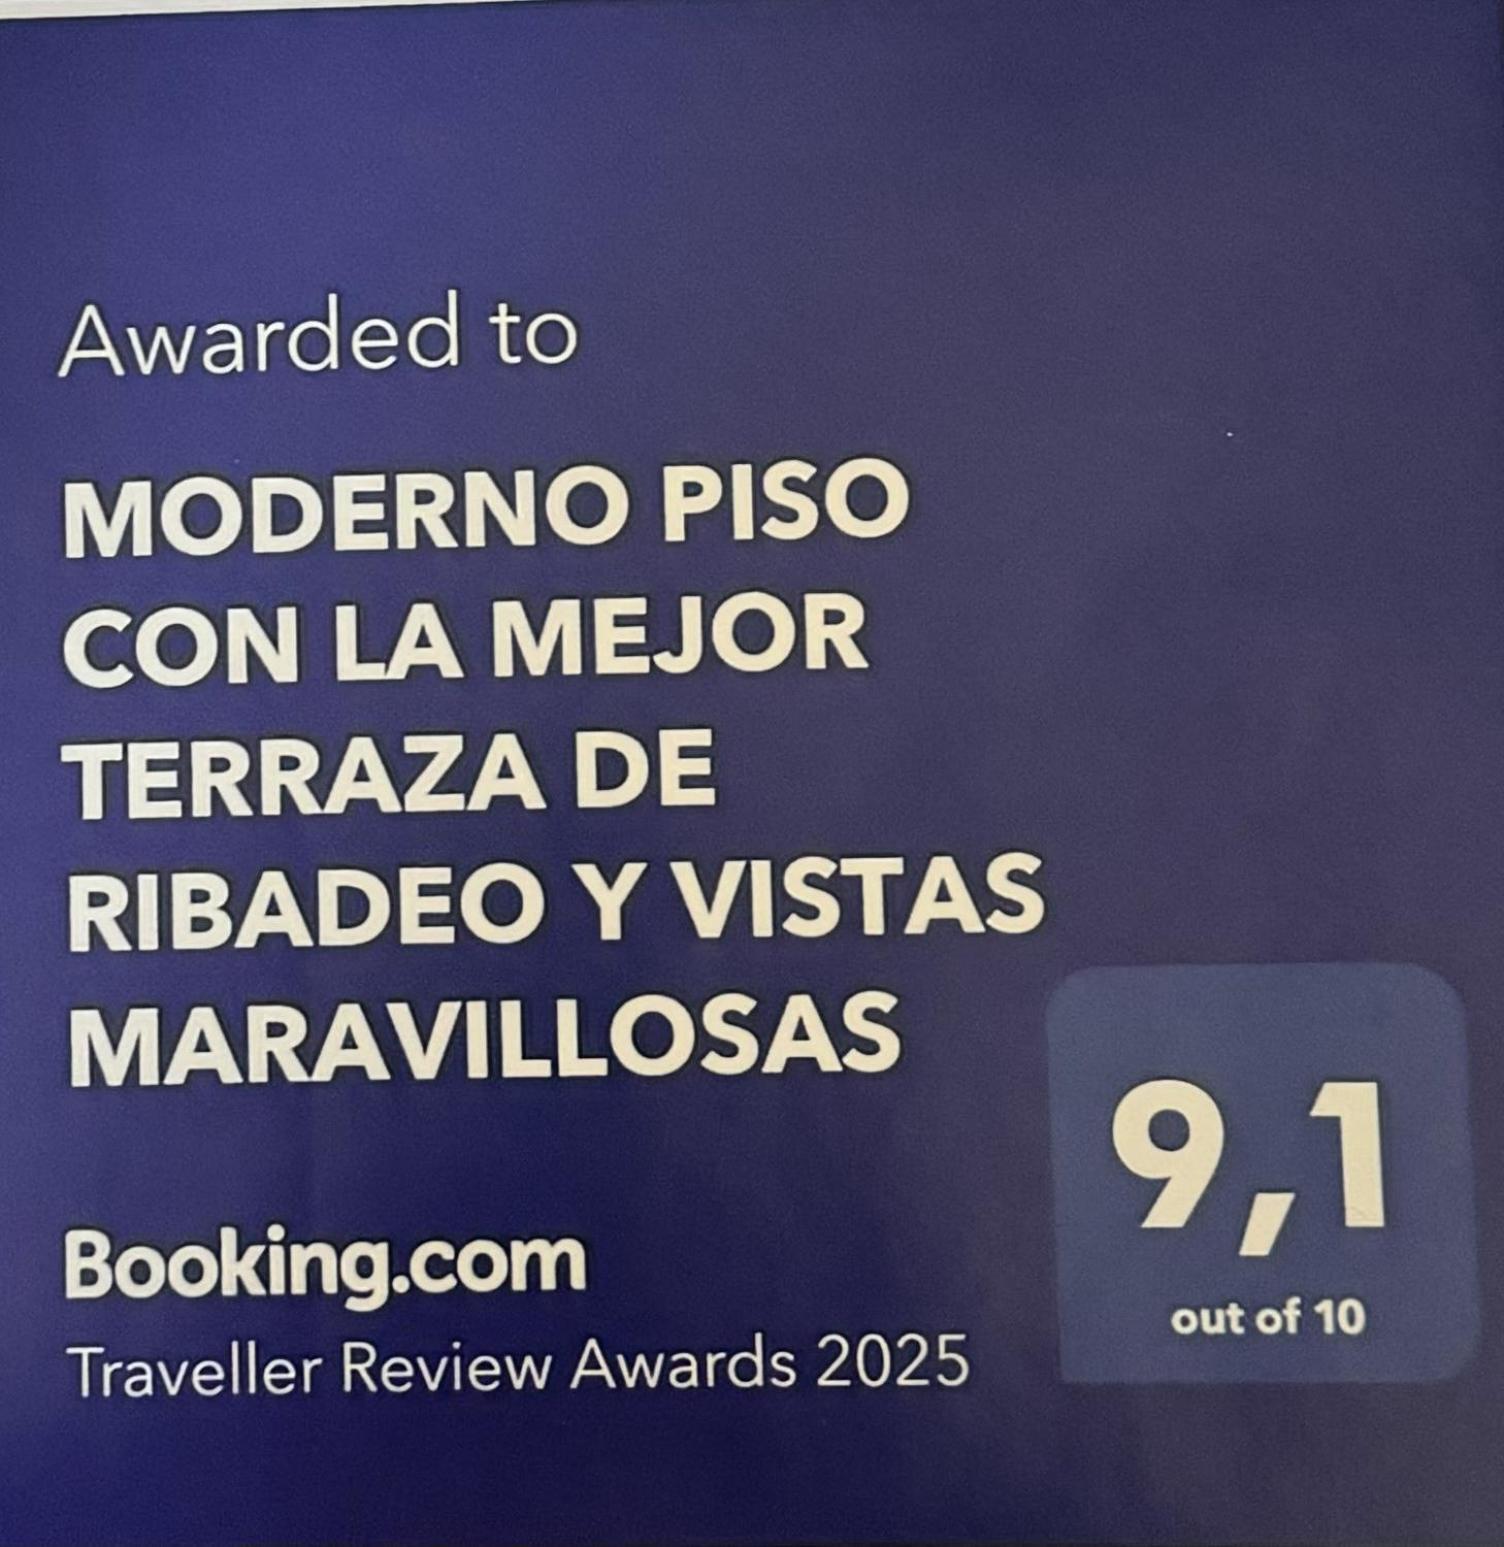 Awarded to
MODERNO PISO
CON LA MEJOR
TERRAZA DE
RIBADEO Y VISTAS
MARAVILLOSAS
9,1
out of 10
Booking.com
Traveller Review Awards 2025